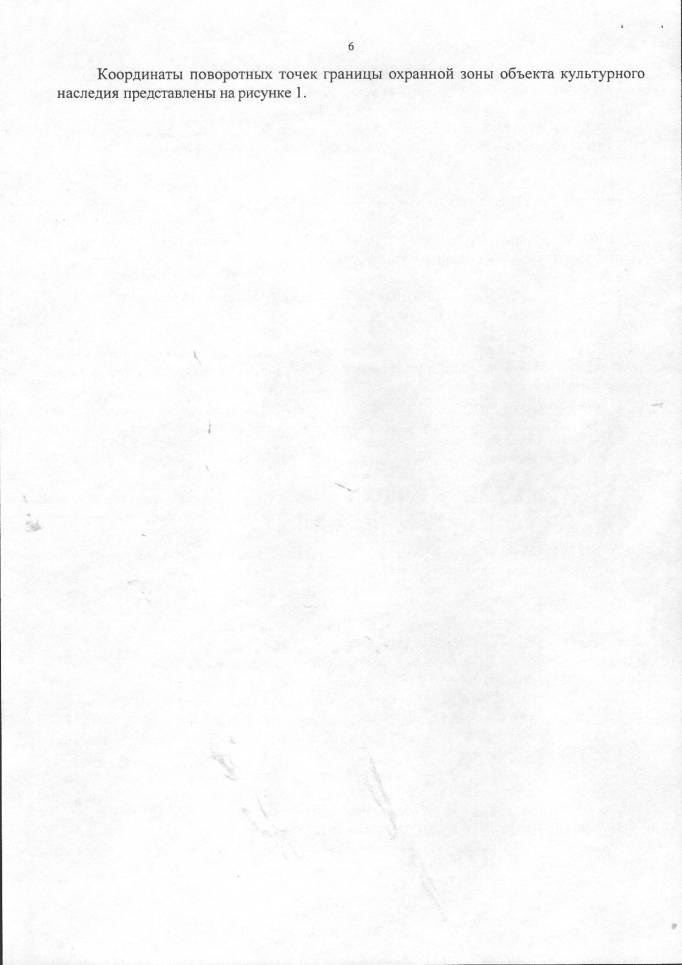 6
Координаты поворотных точек границы охранной зоны объекта культурного
наследия представлены на рисунке 1.